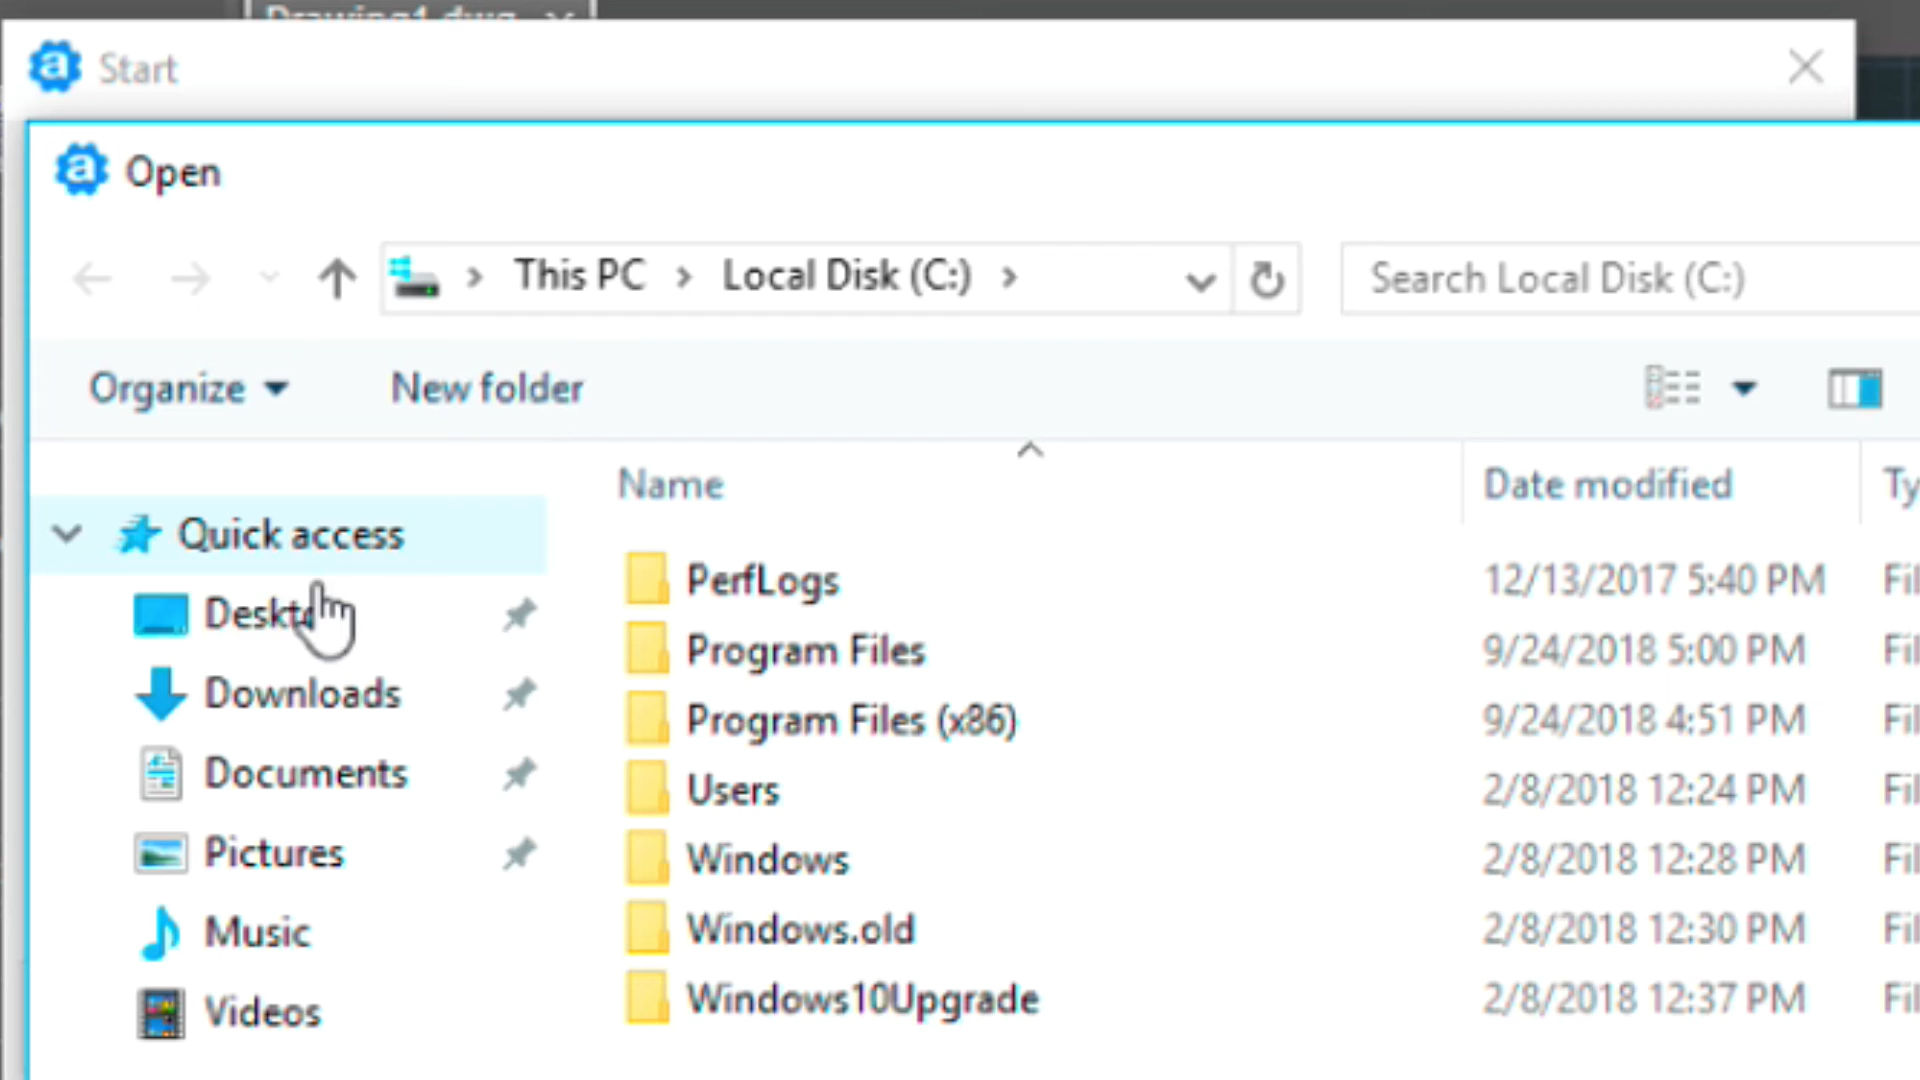 Drawing1.dwg
Start
Open
This PC > Local Disk (C:) >
Search Local Disk (C:)
Organize
New folder
Name
Date modified
Ty
Quick access
Desktop
Downloads
Documents
Pictures
Music
Videos
PerfLogs 12/13/2017 5:40 PM Fil
Program Files 9/24/2018 5:00 PM Fil
Program Files (x86) 9/24/2018 4:51 PM Fil
Users 2/8/2018 12:24 PM Fil
Windows 2/8/2018 12:28 PM Fil
Windows.old 2/8/2018 12:30 PM Fil
Windows10Upgrade 2/8/2018 12:37 PM Fil